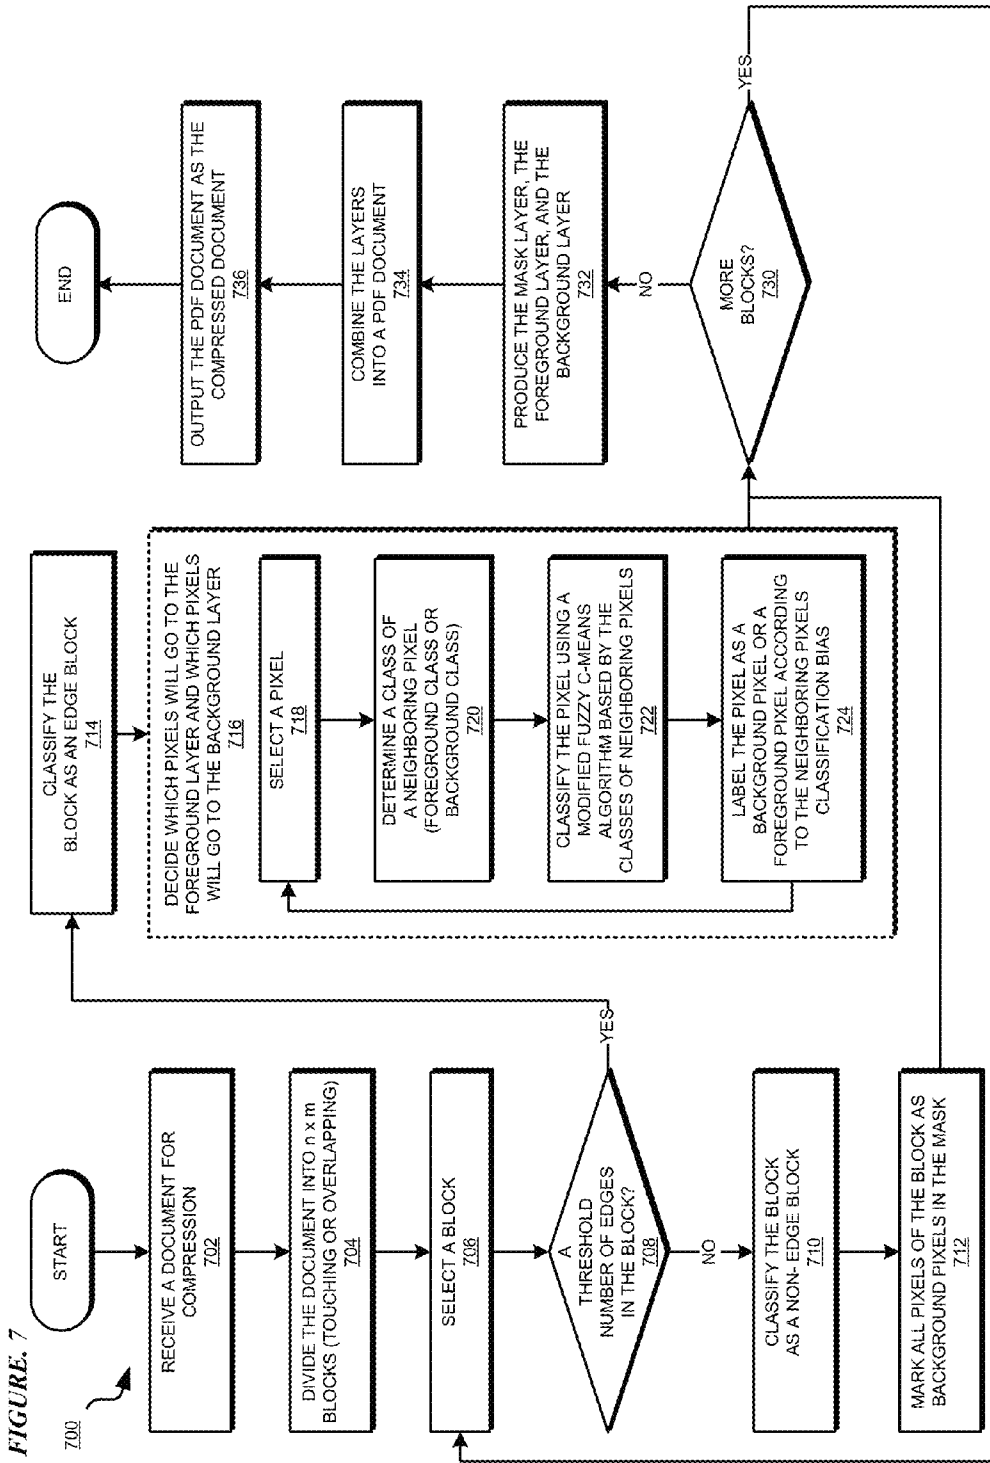 FIGURE. 7
700
START
RECEIVE A DOCUMENT FOR
COMPRESSION
702
DIVIDE THE DOCUMENT INTO n x m
BLOCKS (TOUCHING OR OVERLAPPING)
704
SELECT A BLOCK
706
A
THRESHOLD
NUMBER OF EDGES
IN THE BLOCK?
708
YES
NO
CLASSIFY THE BLOCK
AS A NON- EDGE BLOCK
710
MARK ALL PIXELS OF THE BLOCK AS
BACKGROUND PIXELS IN THE MASK
712
CLASSIFY THE
BLOCK AS AN EDGE BLOCK
714
DECIDE WHICH PIXELS WILL GO TO THE
FOREGROUND LAYER AND WHICH PIXELS
WILL GO TO THE BACKGROUND LAYER
716
SELECT A PIXEL
718
DETERMINE A CLASS OF
A NEIGHBORING PIXEL
(FOREGROUND CLASS OR
BACKGROUND CLASS)
720
CLASSIFY THE PIXEL USING A
MODIFIED FUZZY C-MEANS
ALGORITHM BASED BY THE
CLASSES OF NEIGHBORING PIXELS
722
LABEL THE PIXEL AS A
BACKGROUND PIXEL OR A
FOREGROUND PIXEL ACCORDING
TO THE NEIGHBORING PIXELS
CLASSIFICATION BIAS
724
END
OUTPUT THE PDF DOCUMENT AS THE
COMPRESSED DOCUMENT
736
COMBINE THE LAYERS
INTO A PDF DOCUMENT
734
PRODUCE THE MASK LAYER, THE
FOREGROUND LAYER, AND THE
BACKGROUND LAYER
732
NO
MORE
BLOCKS?
730
YES